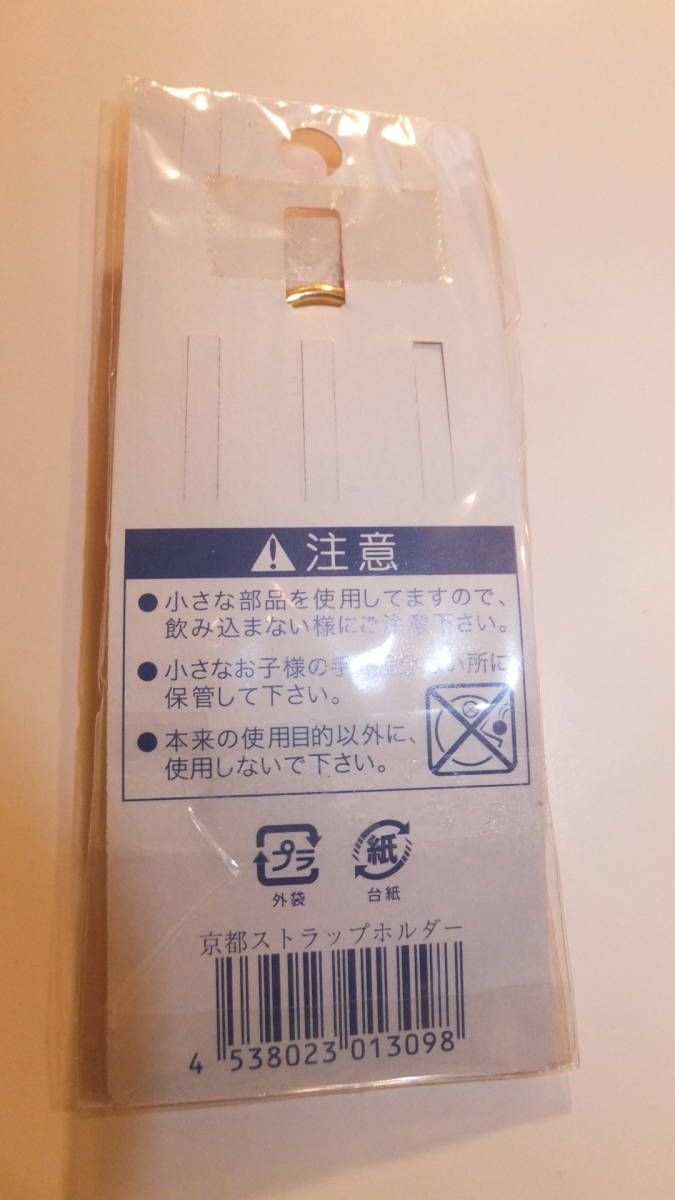 注意
● 小さな部品を使用してますので、
飲み込まない様にご注意下さい。
● 小さなお子様の手 い所に
保管して下さい。
● 本来の使用目的以外に、
使用しないで下さい。
プラ
外袋
紙
台紙
京都ストラップホルダー
4 538023 013098